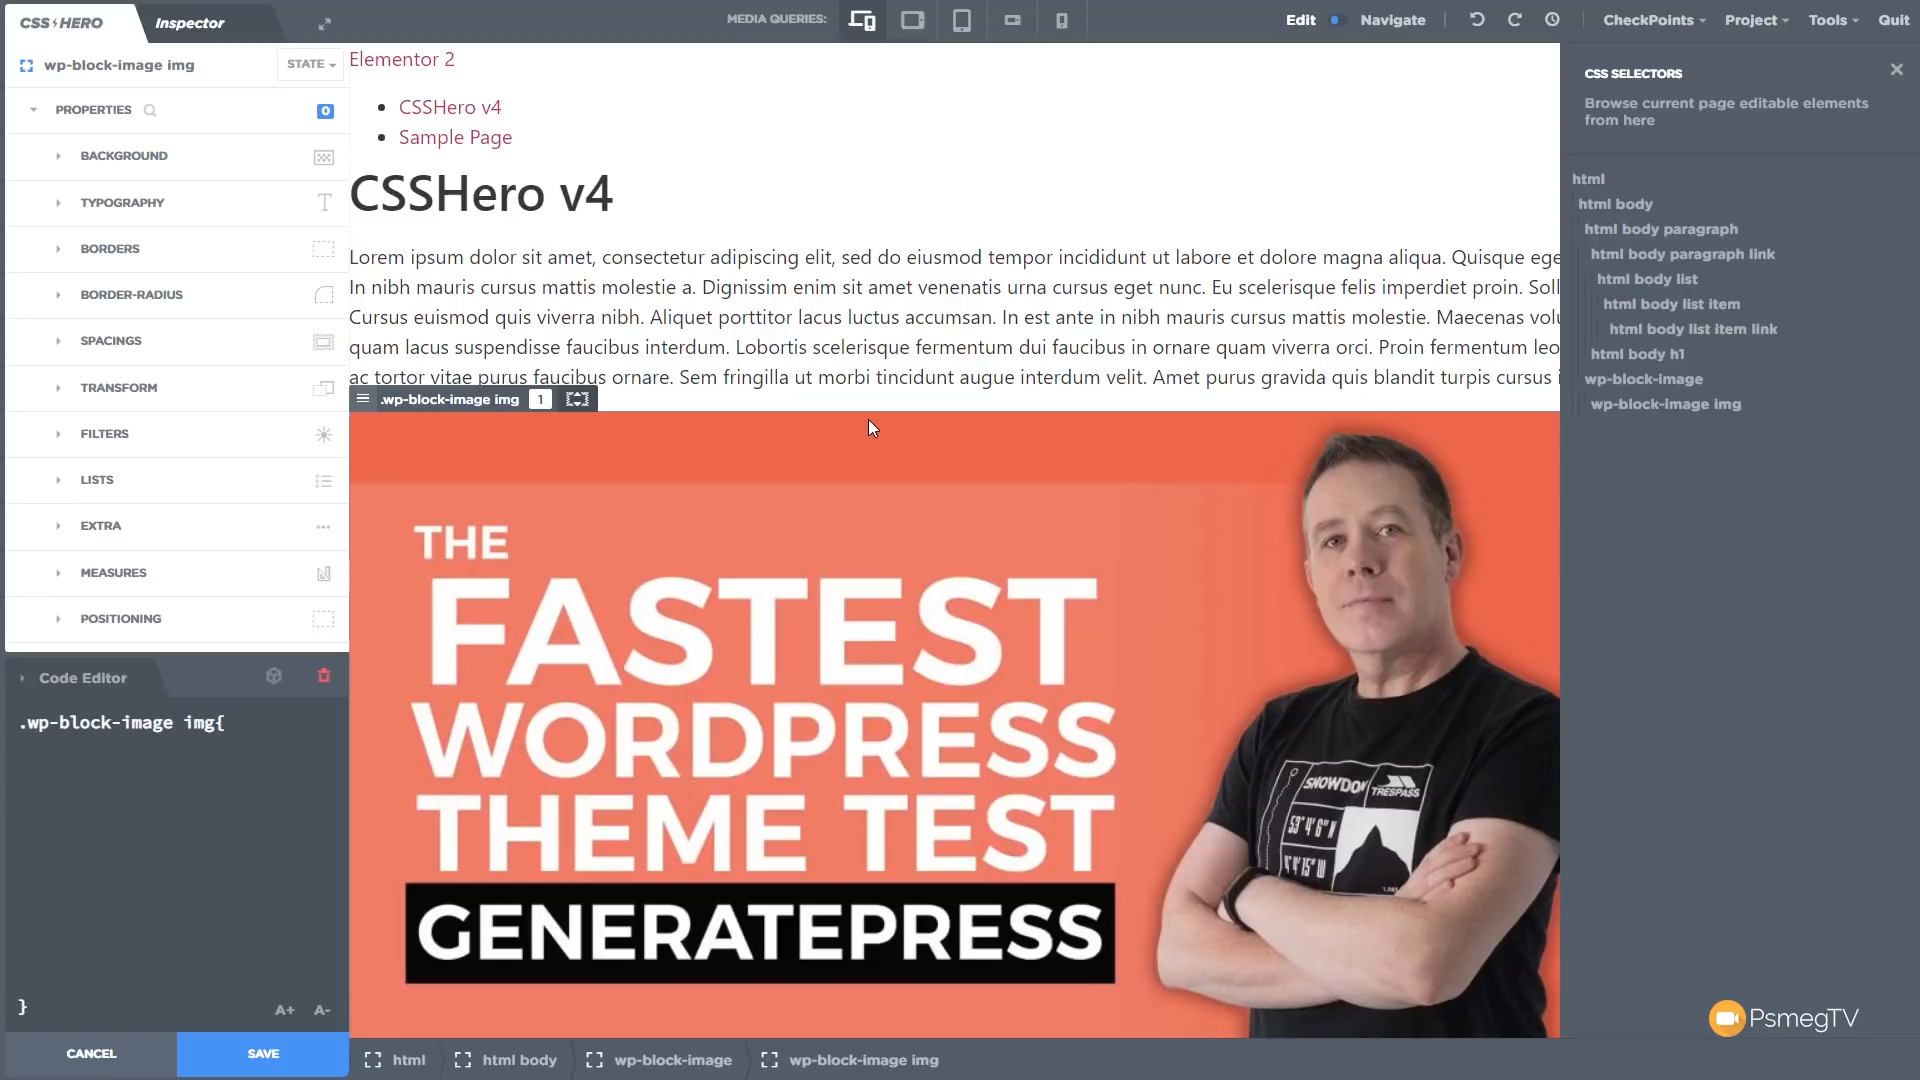 CSS HERO
Inspector
MEDIA QUERIES:
Edit
Navigate
CheckPoints
Project
Tools
Quit
wp-block-image img
STATE
PROPERTIES
0
BACKGROUND
TYPOGRAPHY
BORDERS
BORDER-RADIUS
SPACINGS
TRANSFORM
FILTERS
LISTS
EXTRA
MEASURES
POSITIONING
Code Editor
.wp-block-image img{
}
A+ A-
CANCEL
SAVE
Elementor 2
CSSHero v4
Sample Page
CSSHero v4
Lorem ipsum dolor sit amet, consectetur adipiscing elit, sed do eiusmod tempor incididunt ut labore et dolore magna aliqua. Quisque ege
In nibh mauris cursus mattis molestie a. Dignissim enim sit amet venenatis urna cursus eget nunc. Eu scelerisque felis imperdiet proin. Soll
Cursus euismod quis viverra nibh. Aliquet porttitor lacus luctus accumsan. In est ante in nibh mauris cursus mattis molestie. Maecenas volu
quam lacus suspendisse faucibus interdum. Lobortis scelerisque fermentum dui faucibus in ornare quam viverra orci. Proin fermentum leo
ac tortor vitae purus faucibus ornare. Sem fringilla ut morbi tincidunt augue interdum velit. Amet purus gravida quis blandit turpis cursus i
.wp-block-image img 1
THE
FASTEST
WORDPRESS
THEME TEST
GENERATEPRESS
SNOWDON
TRESPASS
53°4'6"N
4'4'15"W
1,085
html
html body
wp-block-image
wp-block-image img
CSS SELECTORS
Browse current page editable elements
from here
html
html body
html body paragraph
html body paragraph link
html body list
html body list item
html body list item link
html body h1
wp-block-image
wp-block-image img
PsmegTV